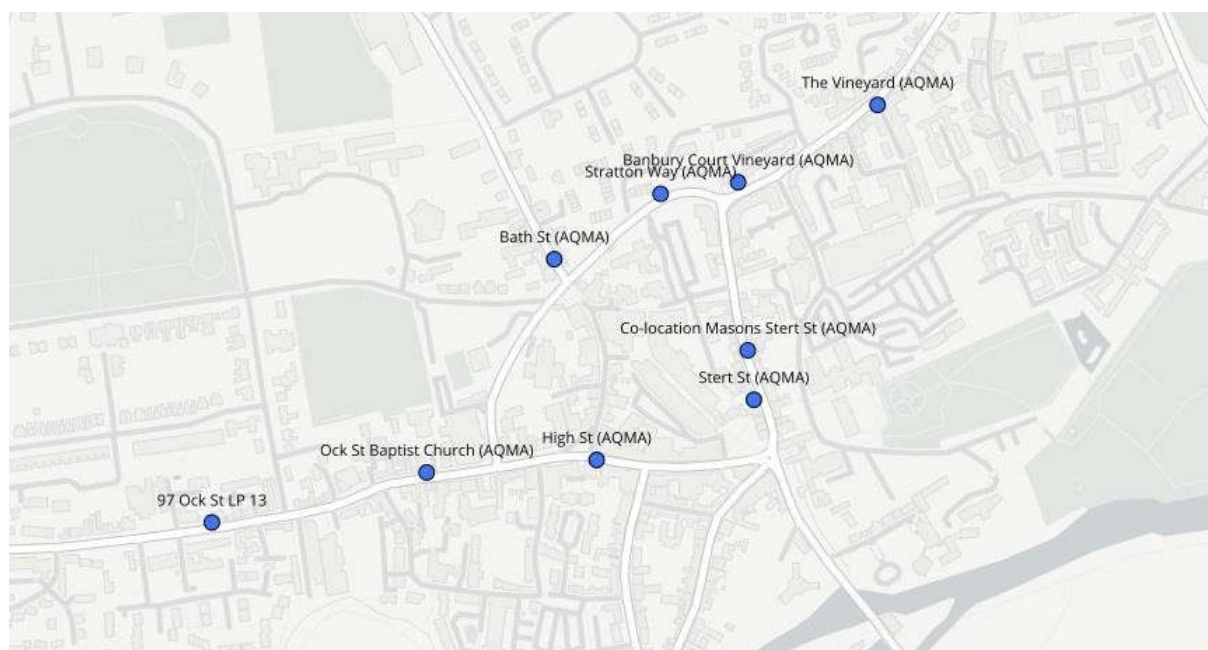 The Vineyard (AQMA)
Banbury Court Vineyard (AQMA)
Stratton Way (AQMA)
Bath St (AQMA)
Co-location Masons Stert St (AQMA)
Stert St (AQMA)
High St (AQMA)
Ock St Baptist Church (AQMA)
97 Ock St LP 13